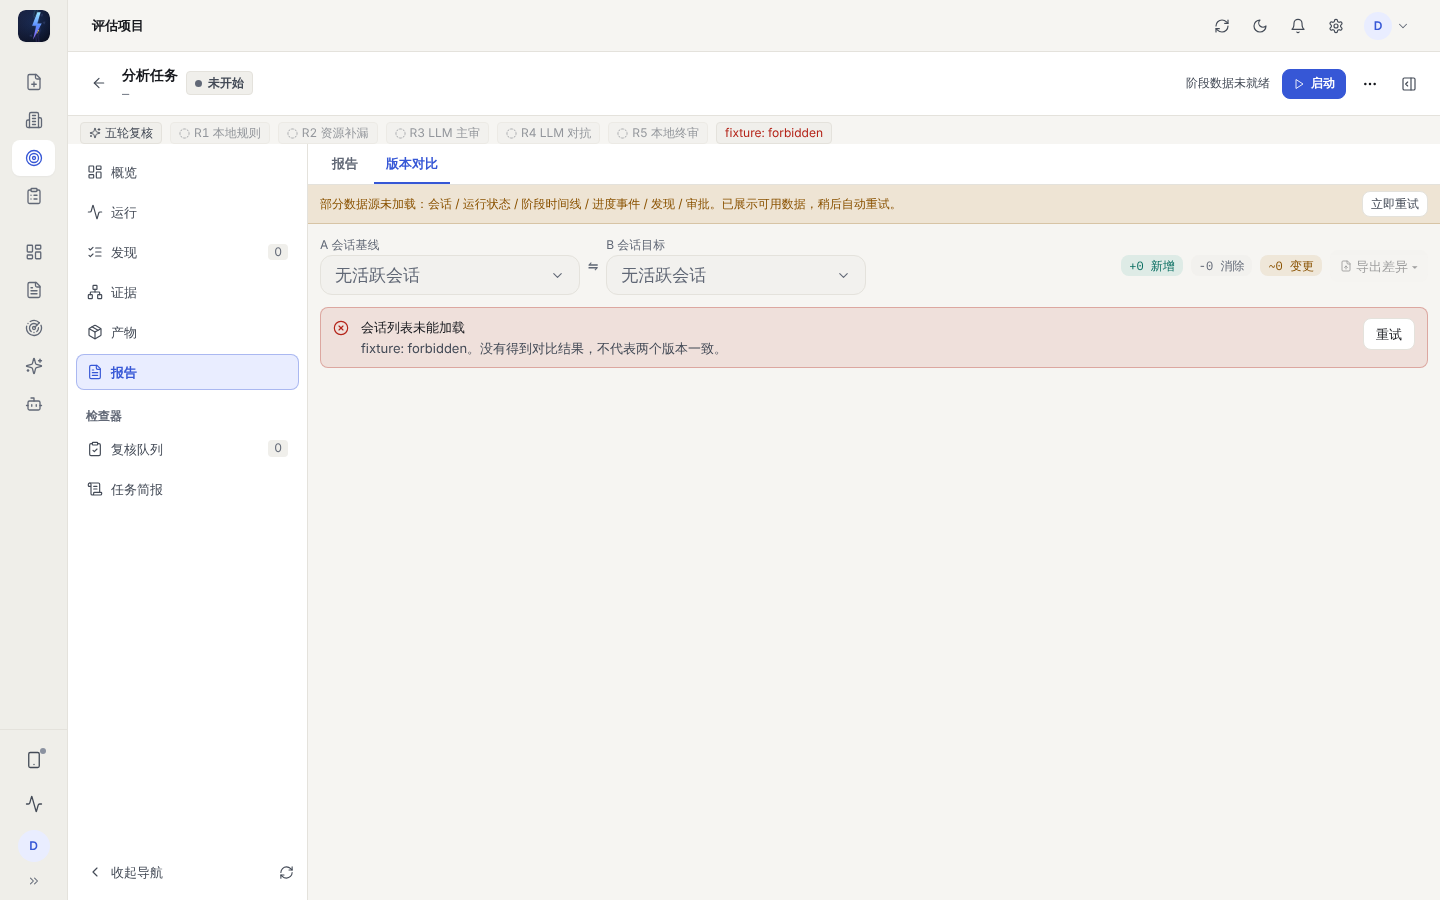 评估项目
D
分析任务
—
未开始
阶段数据未就绪
启动
五轮复核
R1 本地规则
R2 资源补漏
R3 LLM 主审
R4 LLM 对抗
R5 本地终审
fixture: forbidden
概览
运行
发现 0
证据
产物
报告
检查器
复核队列 0
任务简报
收起导航
D
报告
版本对比
部分数据源未加载：会话 / 运行状态 / 阶段时间线 / 进度事件 / 发现 / 审批。已展示可用数据，稍后自动重试。
立即重试
A 会话基线
无活跃会话
⇋
B 会话目标
无活跃会话
+0 新增
-0 消除
~0 变更
导出差异
会话列表未能加载
fixture: forbidden。没有得到对比结果，不代表两个版本一致。
重试